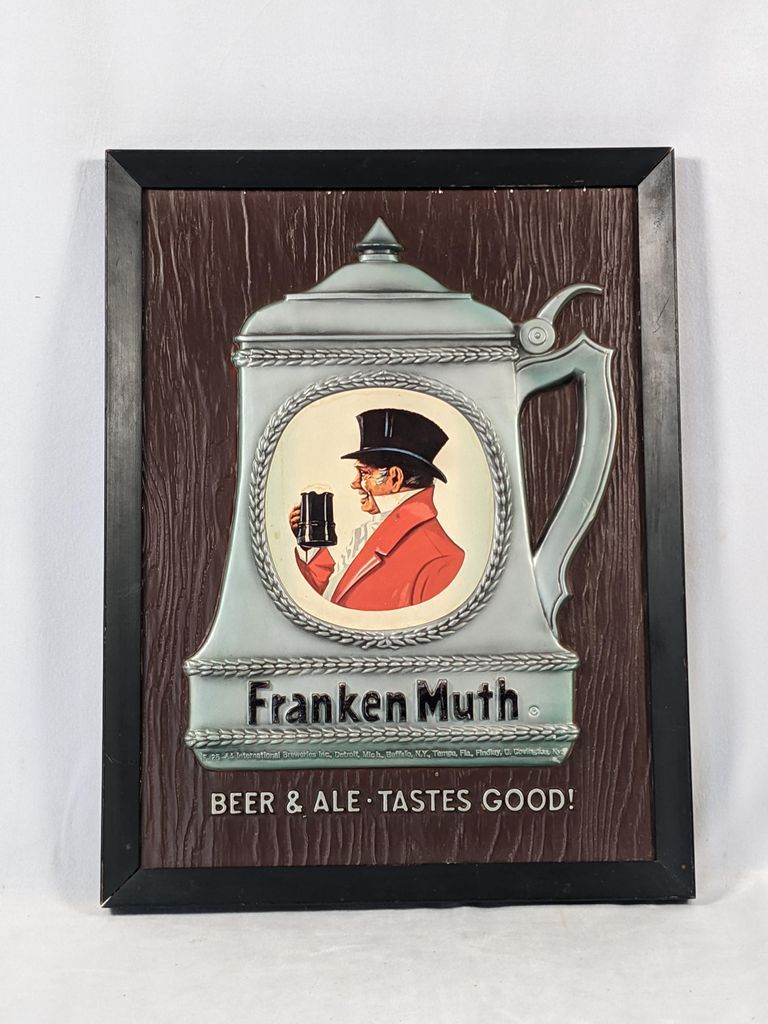 Franken Muth ®
International Breweries Inc., Detroit, Mich., Buffalo, N.Y., Tampa, Fla., Findlay, O. Covington, Ky.
BEER & ALE · TASTES GOOD!